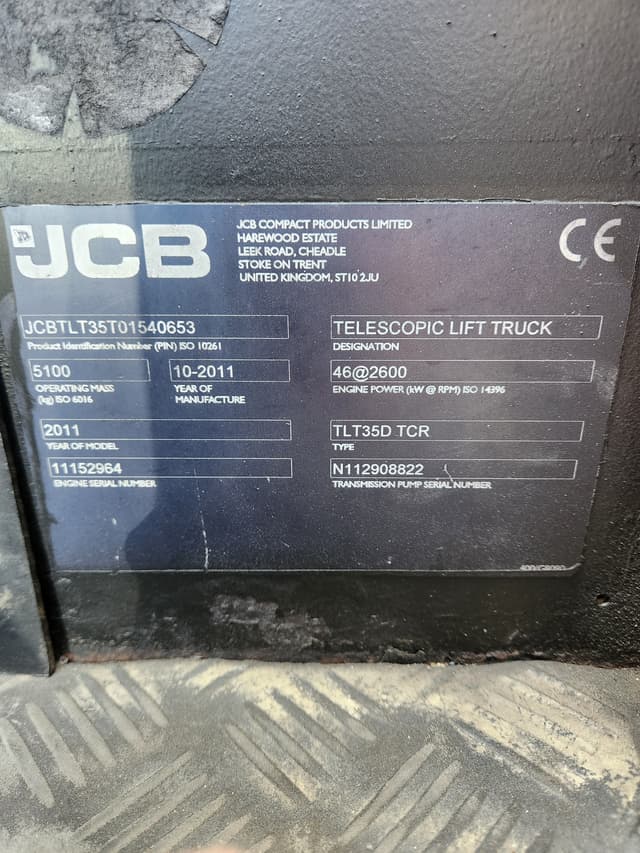 JCB
JCB COMPACT PRODUCTS LIMITED
HAREWOOD ESTATE
LEEK ROAD, CHEADLE
STOKE ON TRENT
UNITED KINGDOM, ST10 2JU
CE
JCBTLT35T01540653
Product Identification Number (PIN) ISO 10261
TELESCOPIC LIFT TRUCK
DESIGNATION
5100
OPERATING MASS
(kg) ISO 6016
10-2011
YEAR OF
MANUFACTURE
46@2600
ENGINE POWER (kW @ RPM) ISO 14396
2011
YEAR OF MODEL
TLT35D TCR
TYPE
11152964
ENGINE SERIAL NUMBER
N112908822
TRANSMISSION PUMP SERIAL NUMBER